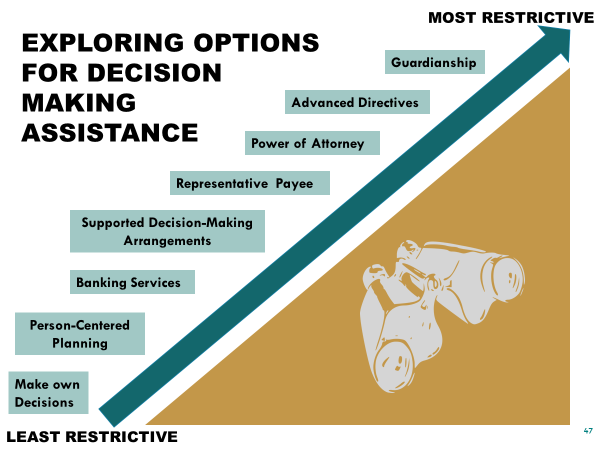 MOST RESTRICTIVE
EXPLORING OPTIONS
FOR DECISION
MAKING
ASSISTANCE
Guardianship
Advanced Directives
Power of Attorney
Representative Payee
Supported Decision-Making
Arrangements
Banking Services
Person-Centered
Planning
Make own
Decisions
LEAST RESTRICTIVE
47